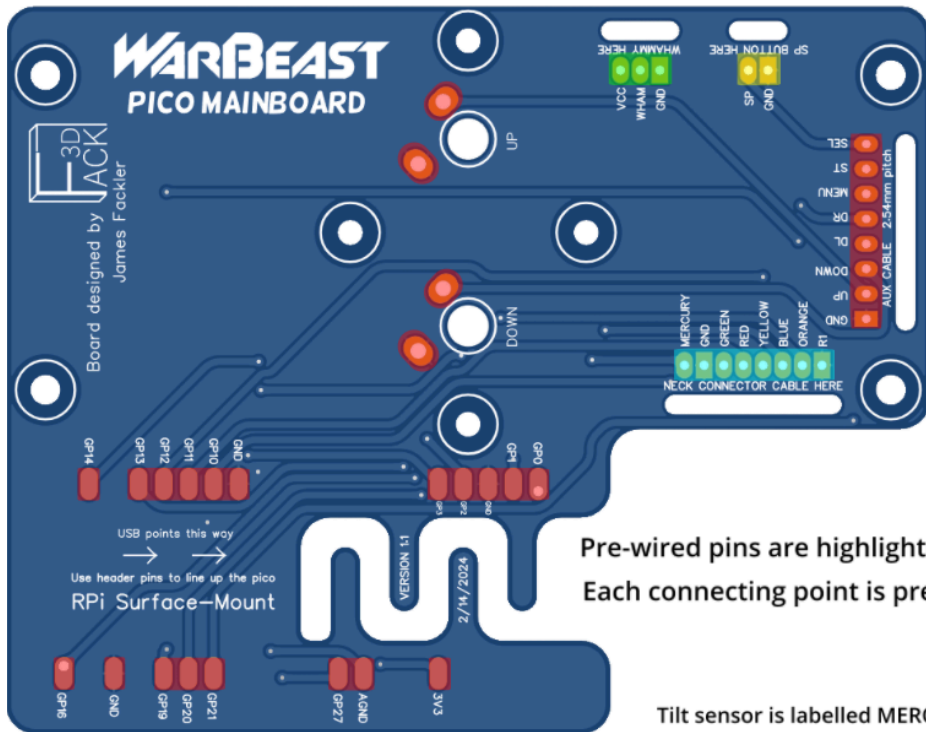 WARBEAST
PICO MAINBOARD
F3D
FACK
Board designed by
James Fackler
WHAMMY HERE
VCC
WHAM
GND
SP BUTTON HERE
SP
GND
UP
DOWN
SEL
ST
MENU
DR
DL
DOWN
UP
GND
AUX CABLE 2-54mm pitch
MERCURY
GND
GREEN
RED
YELLOW
BLUE
ORANGE
R1
NECK CONNECTOR CABLE HERE
GP14
GP13
GP12
GP11
GP10
GND
GP3
GP2
GND
GP1
GP0
USB points this way
Use header pins to line up the pico
RPi Surface-Mount
VERSION 1.1
2/14/2024
GP16
GND
GP19
GP20
GP21
GP27
AGND
3V3
Pre-wired pins are highlight
Each connecting point is pre
Tilt sensor is labelled MERC